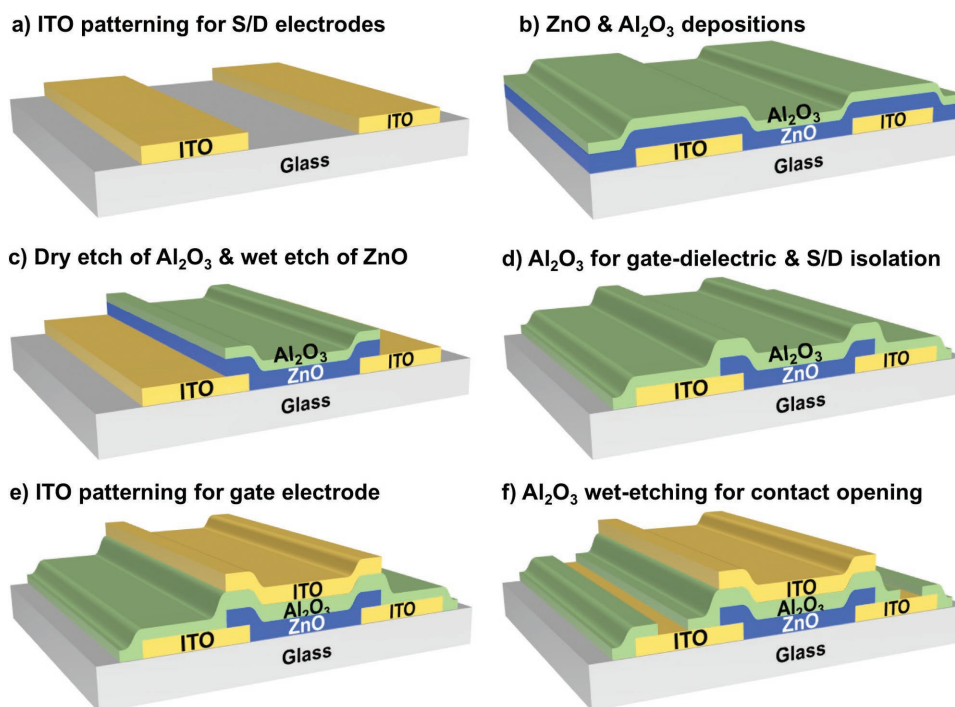 a) ITO patterning for S/D electrodes
ITO
ITO
Glass
b) ZnO & Al₂O₃ depositions
Al₂O₃
ITO
ZnO
ITO
Glass
c) Dry etch of Al₂O₃ & wet etch of ZnO
Al₂O₃
ITO
ZnO
ITO
Glass
d) Al₂O₃ for gate-dielectric & S/D isolation
Al₂O₃
ITO
ZnO
ITO
Glass
e) ITO patterning for gate electrode
ITO
Al₂O₃
ITO
ZnO
ITO
Glass
f) Al₂O₃ wet-etching for contact opening
ITO
Al₂O₃
ITO
ZnO
ITO
Glass